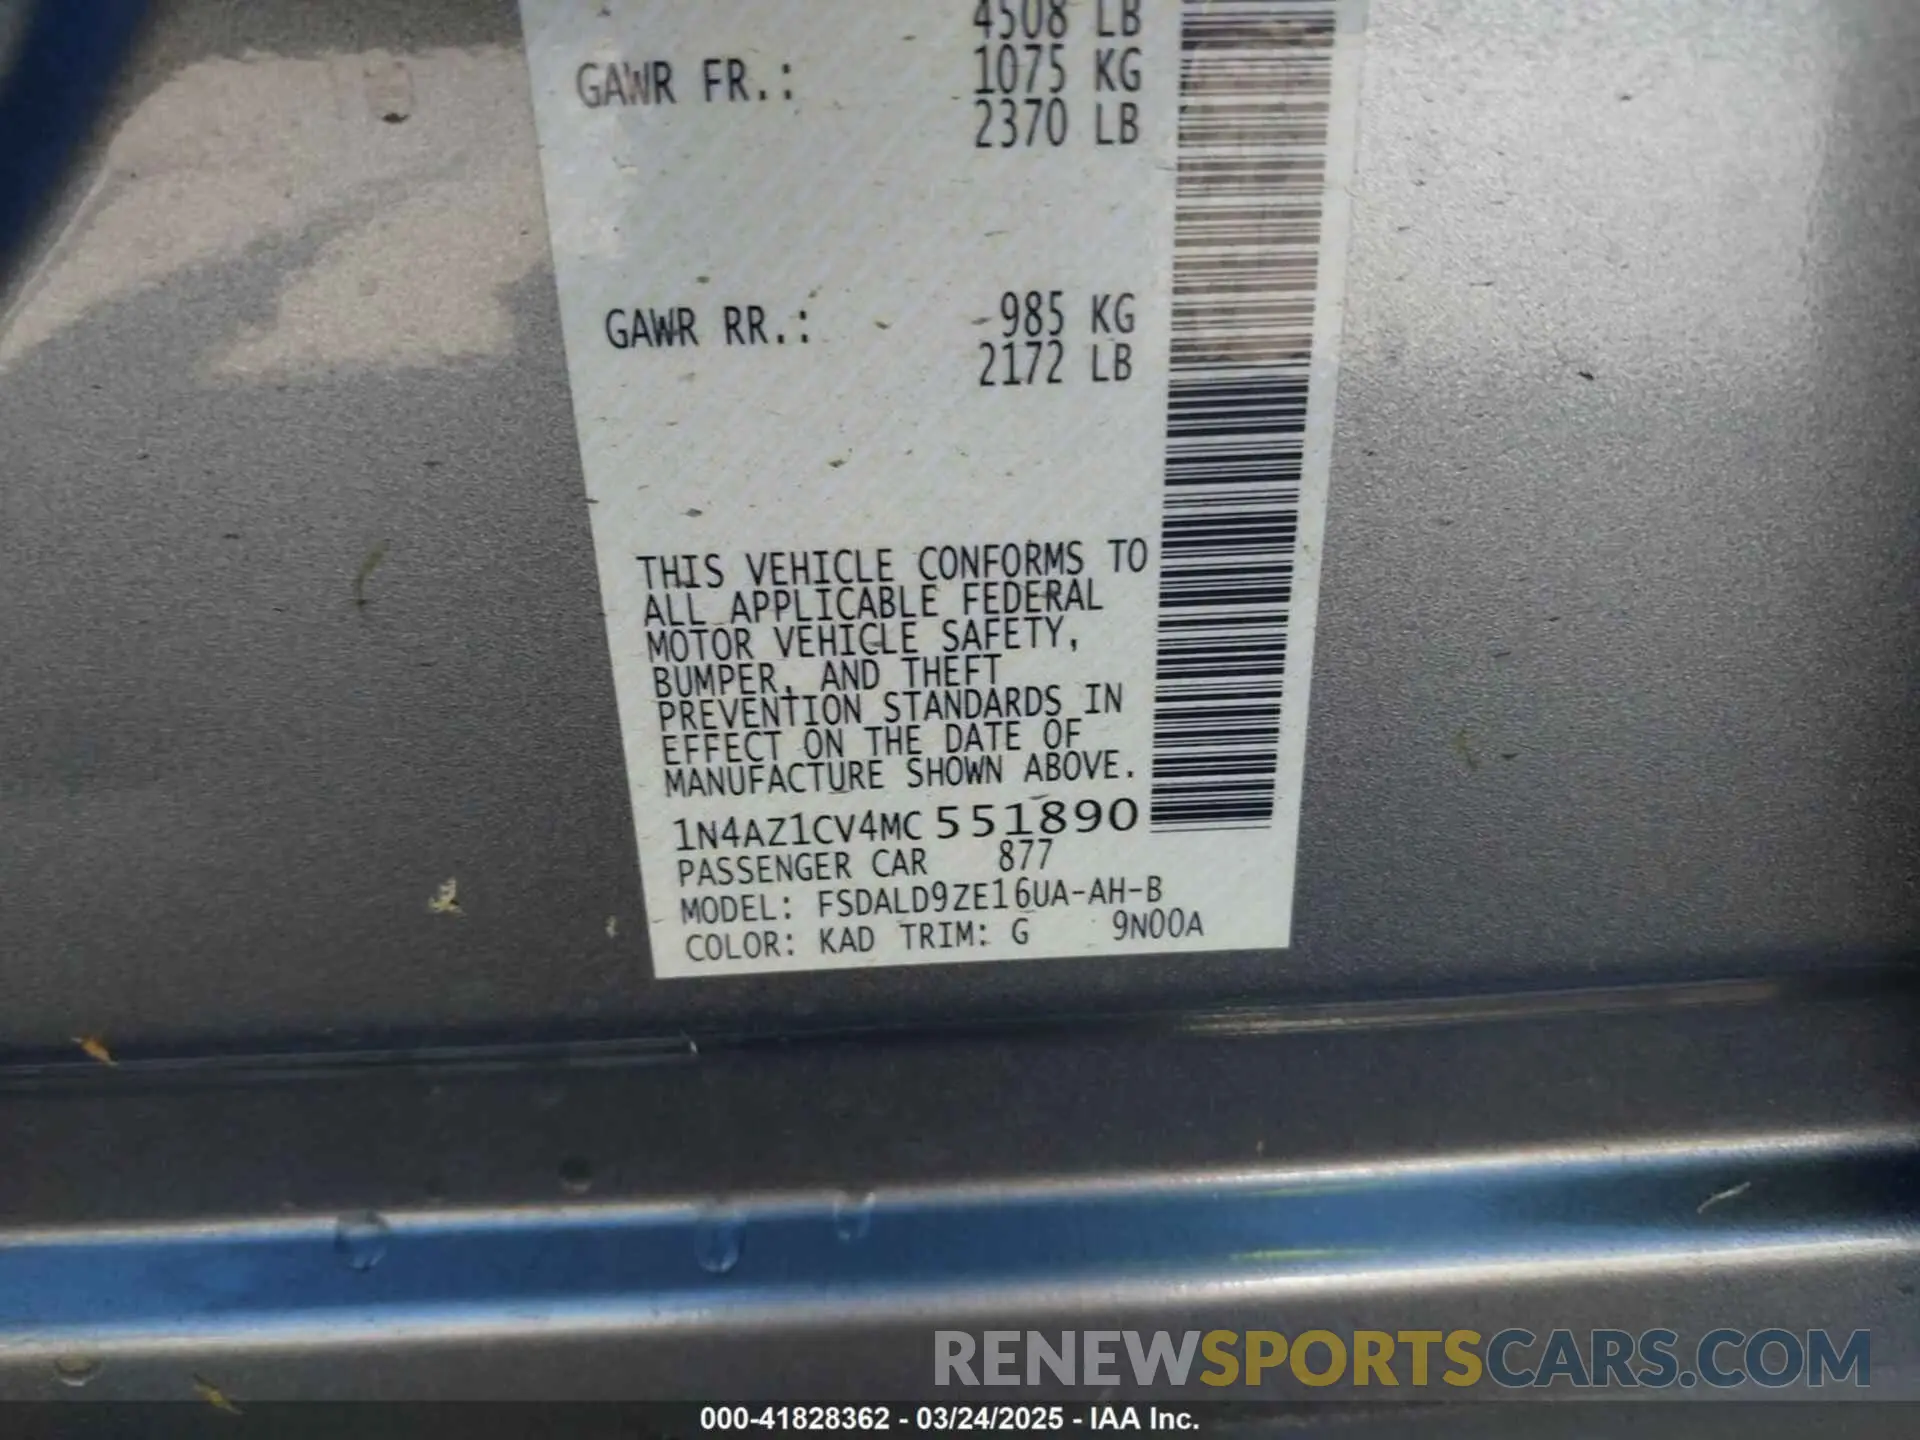 4508 LB
GAWR FR.: 1075 KG
2370 LB
GAWR RR.: 985 KG
2172 LB
THIS VEHICLE CONFORMS TO
ALL APPLICABLE FEDERAL
MOTOR VEHICLE SAFETY,
BUMPER, AND THEFT
PREVENTION STANDARDS IN
EFFECT ON THE DATE OF
MANUFACTURE SHOWN ABOVE.
1N4AZ1CV4MC551890
PASSENGER CAR 877
MODEL: FSDALD9ZE16UA-AH-B
COLOR: KAD TRIM: G 9N00A
RENEWSPORTSCARS.COM
000-41828362 - 03/24/2025 - IAA Inc.